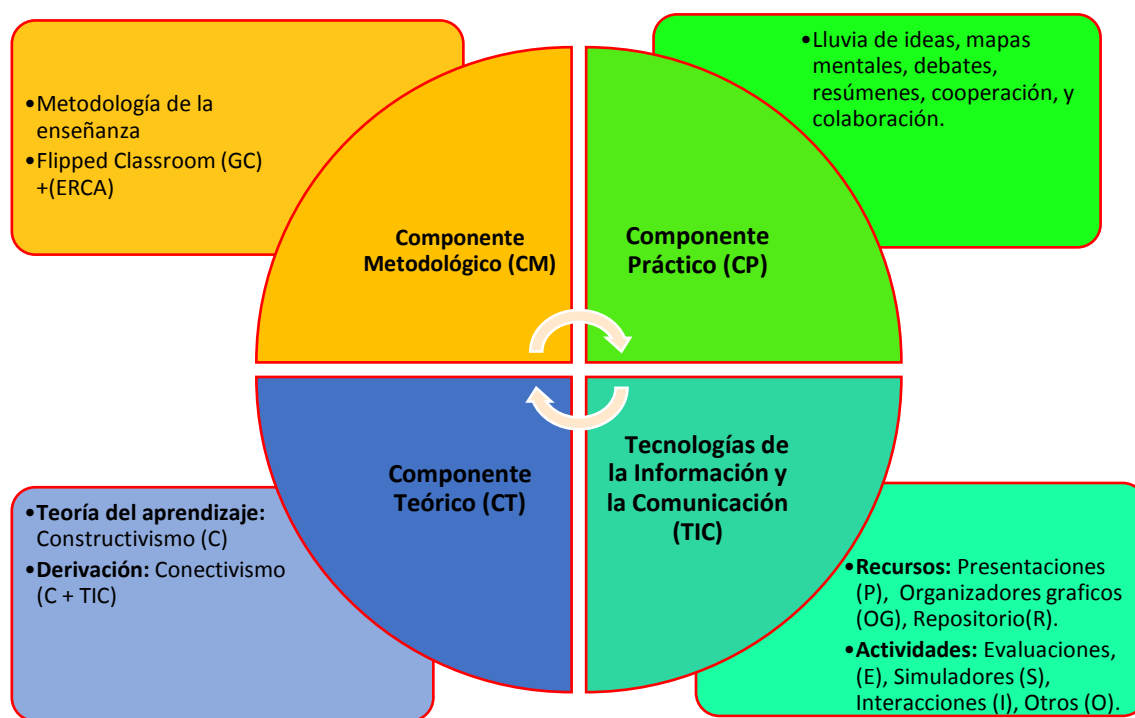 •Metodología de la
enseñanza
•Flipped Classroom (GC)
+(ERCA)
•Lluvia de ideas, mapas
mentales, debates,
resúmenes, cooperación, y
colaboración.
Componente
Metodológico (CM)
Componente
Práctico (CP)
Componente
Teórico (CT)
Tecnologías de
la Información y
la Comunicación
(TIC)
•Teoría del aprendizaje:
Constructivismo (C)
•Derivación: Conectivismo
(C + TIC)
•Recursos: Presentaciones
(P), Organizadores graficos
(OG), Repositorio(R).
•Actividades: Evaluaciones,
(E), Simuladores (S),
Interacciones (I), Otros (O).